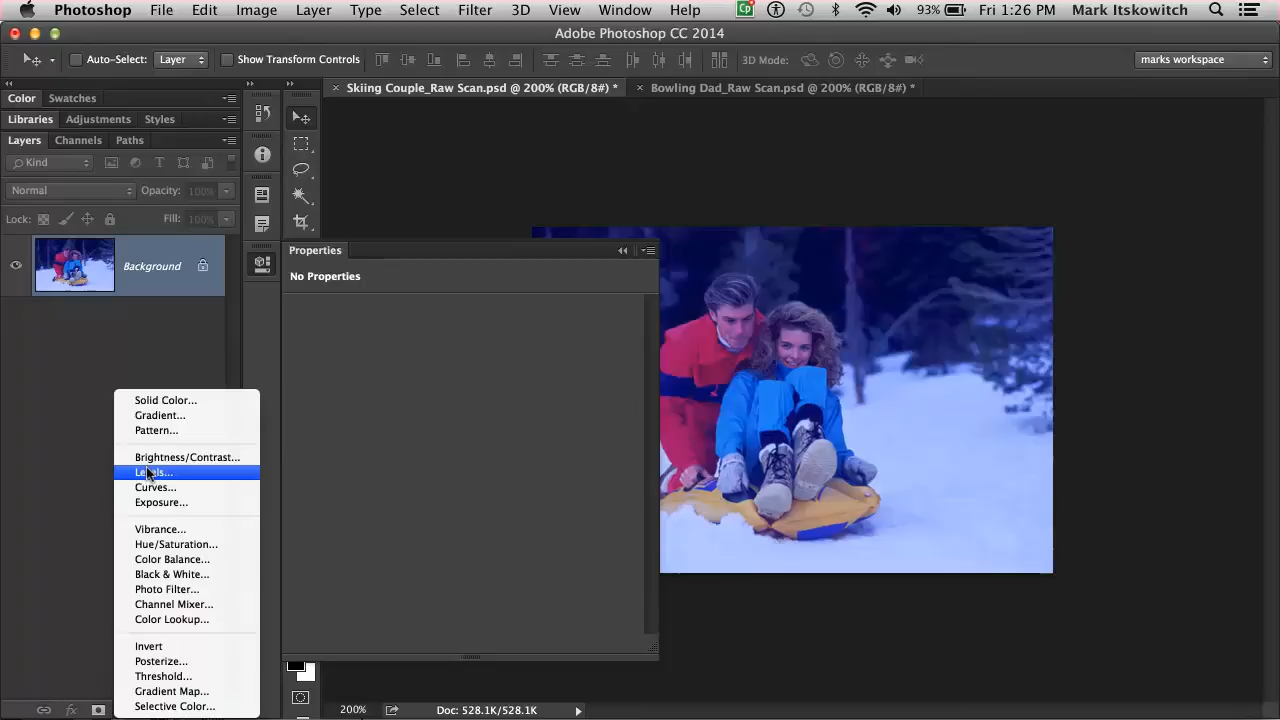 Photoshop File Edit Image Layer Type Select Filter 3D View Window Help Cp 93% Fri 1:26 PM Mark Itskowitch
Adobe Photoshop CC 2014
Auto-Select: Layer Show Transform Controls 3D Mode: marks workspace
Color Swatches
× Skiing Couple_Raw Scan.psd @ 200% (RGB/8#) * × Bowling Dad_Raw Scan.psd @ 200% (RGB/8#) *
Libraries Adjustments Styles
Layers Channels Paths
Kind
Normal Opacity: 100%
Lock: Fill: 100%
Background
Properties
No Properties
Solid Color...
Gradient...
Pattern...
Brightness/Contrast...
Levels...
Curves...
Exposure...
Vibrance...
Hue/Saturation...
Color Balance...
Black & White...
Photo Filter...
Channel Mixer...
Color Lookup...
Invert
Posterize...
Threshold...
Gradient Map...
Selective Color...
fx 200% Doc: 528.1K/528.1K